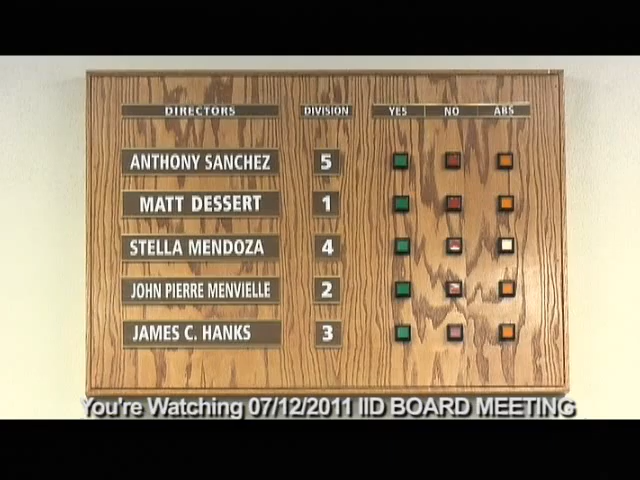 DIRECTORS DIVISION YES NO ABS
ANTHONY SANCHEZ 5
MATT DESSERT 1
STELLA MENDOZA 4
JOHN PIERRE MENVIELLE 2
JAMES C. HANKS 3
You're Watching 07/12/2011 IID BOARD MEETING